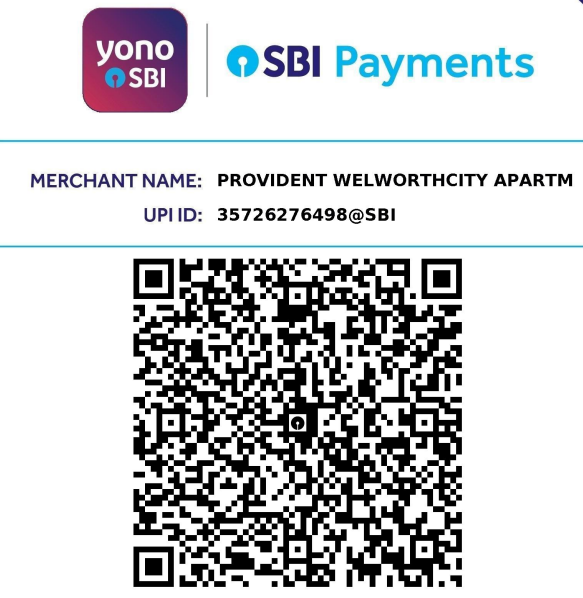 yono
SBI
SBI Payments
MERCHANT NAME: PROVIDENT WELWORTHCITY APARTM
UPI ID: 35726276498@SBI